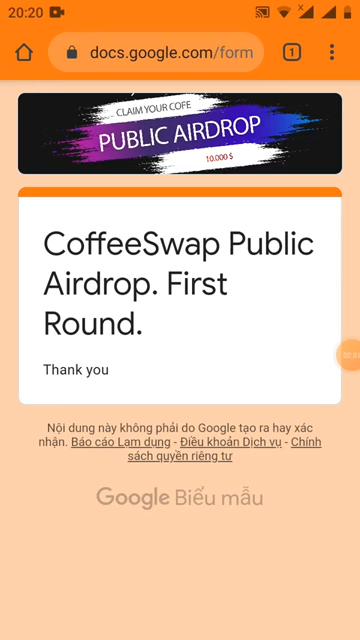 20:20
docs.google.com/form
1
CLAIM YOUR COFE
PUBLIC AIRDROP
10.000 $
CoffeeSwap Public
Airdrop. First
Round.
Thank you
Nội dung này không phải do Google tạo ra hay xác
nhận. Báo cáo Lạm dụng - Điều khoản Dịch vụ - Chính
sách quyền riêng tư
Google Biểu mẫu